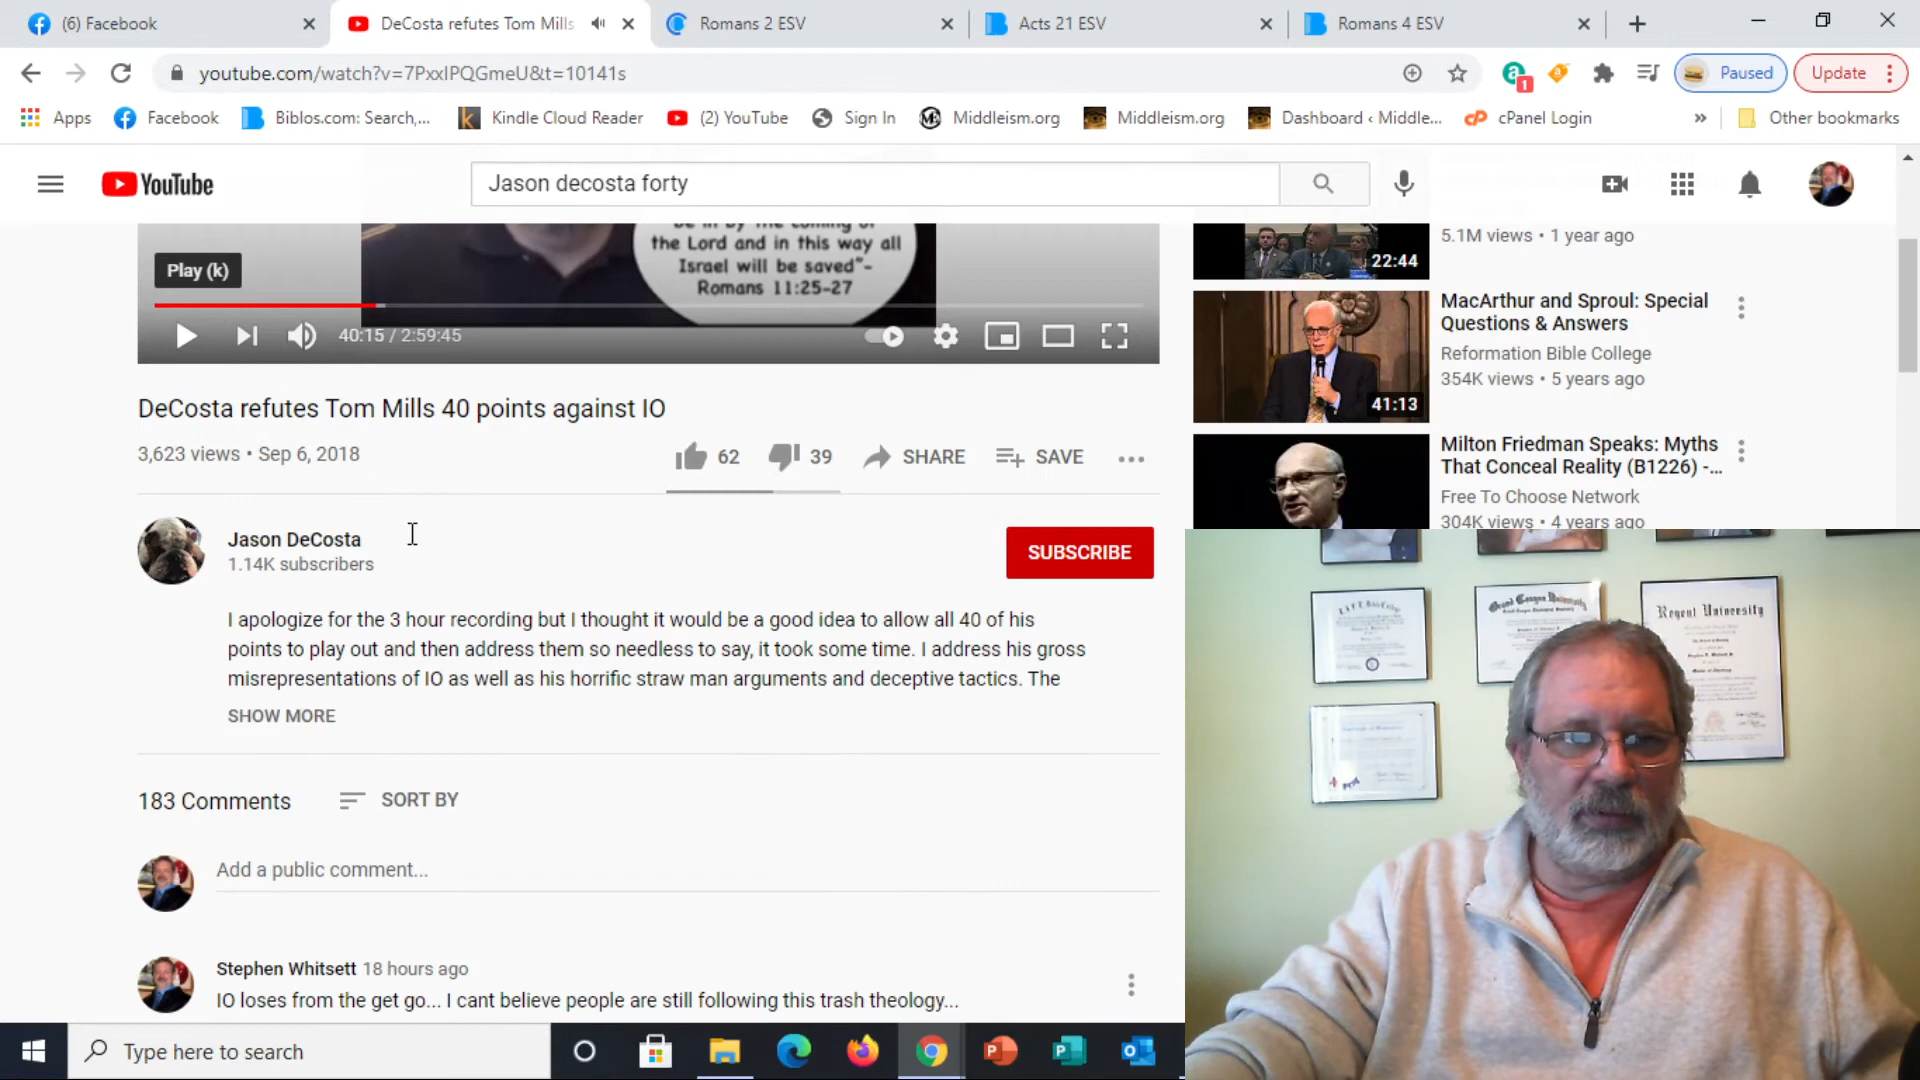 (6) Facebook
DeCosta refutes Tom Mills
Romans 2 ESV
Acts 21 ESV
Romans 4 ESV
youtube.com/watch?v=7PxxIPQGmeU&t=10141s
1
Paused
Update
Apps
Facebook
Biblos.com: Search,...
Kindle Cloud Reader
(2) YouTube
Sign In
Middleism.org
Middleism.org
Dashboard ‹ Middle...
cPanel Login
»
Other bookmarks
YouTube
Jason decosta forty
the Lord and in this way all
Israel will be saved"-
Romans 11:25-27
Play (k)
40:15 / 2:59:45
22:44
5.1M views • 1 year ago
41:13
MacArthur and Sproul: Special
Questions & Answers
Reformation Bible College
354K views • 5 years ago
Milton Friedman Speaks: Myths
That Conceal Reality (B1226) -...
Free To Choose Network
304K views • 4 years ago
DeCosta refutes Tom Mills 40 points against IO
3,623 views • Sep 6, 2018
62
39
SHARE
SAVE
Jason DeCosta
1.14K subscribers
SUBSCRIBE
I apologize for the 3 hour recording but I thought it would be a good idea to allow all 40 of his
points to play out and then address them so needless to say, it took some time. I address his gross
misrepresentations of IO as well as his horrific straw man arguments and deceptive tactics. The
SHOW MORE
183 Comments
SORT BY
Add a public comment...
Stephen Whitsett 18 hours ago
IO loses from the get go... I cant believe people are still following this trash theology...
Grand Canyon University
Regent University
Type here to search